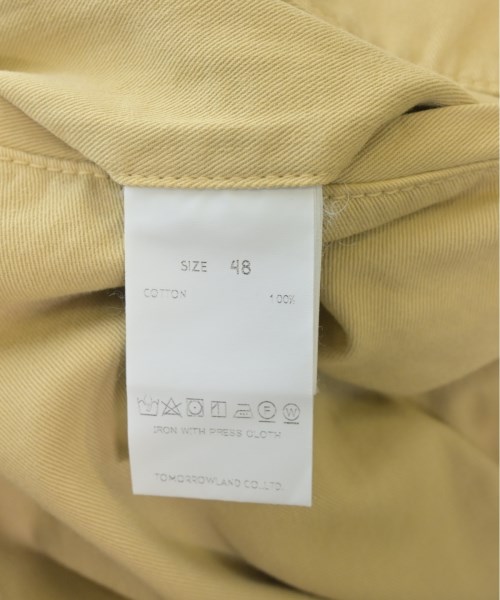 SIZE 48
COTTON 100%
P W
IRON WITH PRESS CLOTH
TOMORROWLAND CO.,LTD.